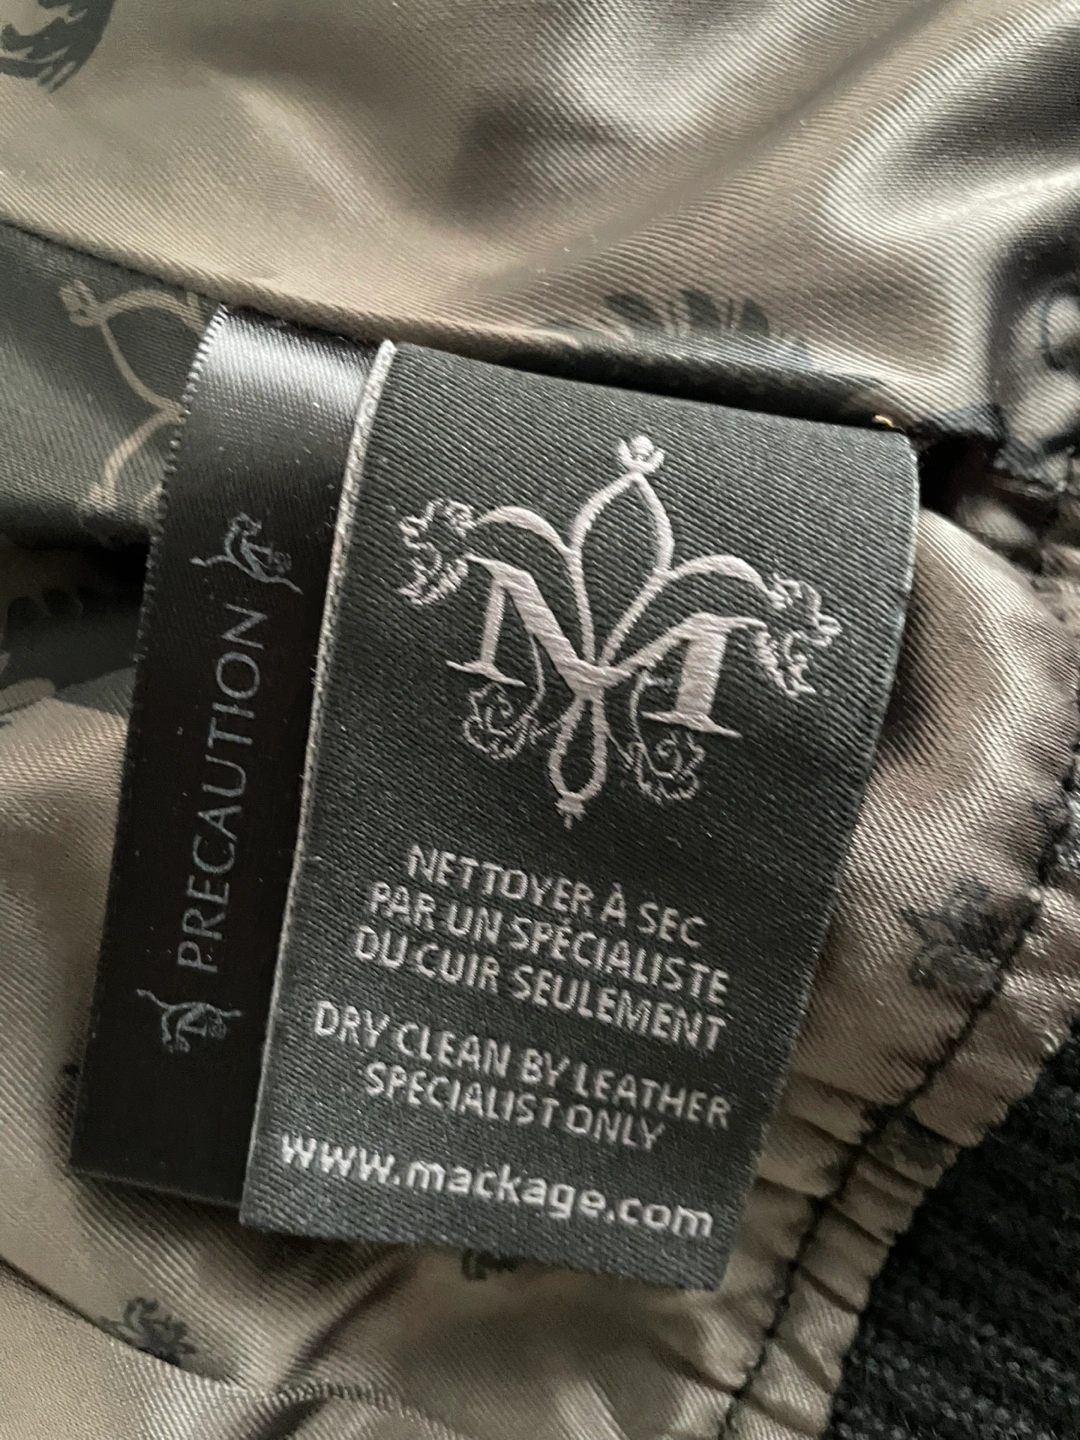 PRECAUTION
M
NETTOYER À SEC
PAR UN SPÉCIALISTE
DU CUIR SEULEMENT
DRY CLEAN BY LEATHER
SPECIALIST ONLY
www.mackage.com